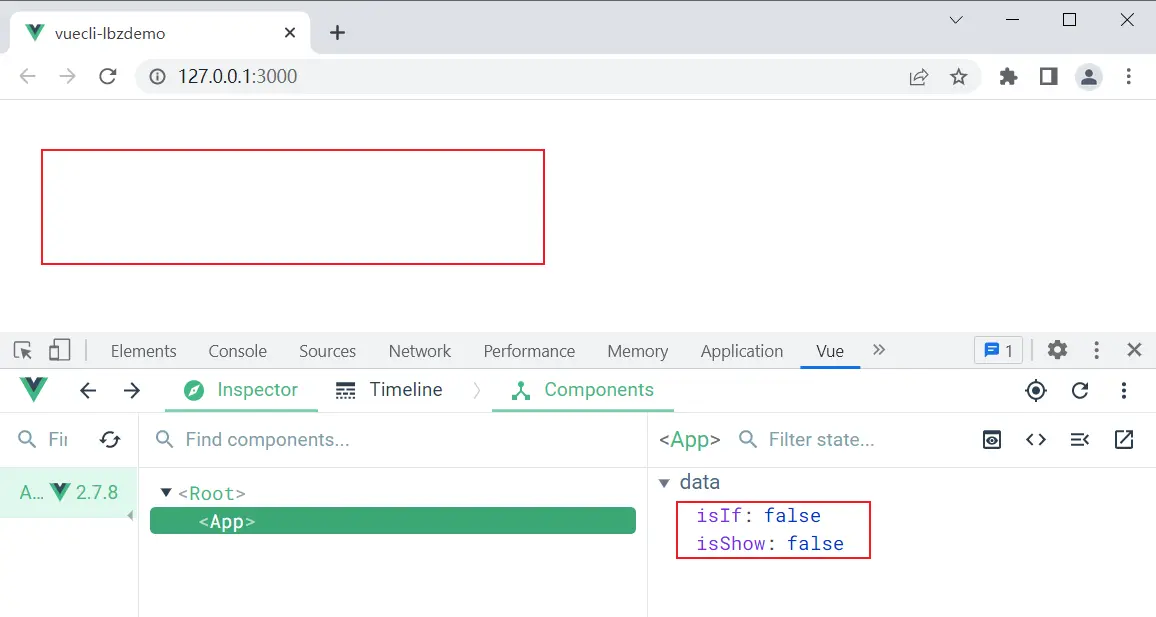 vuecli-lbzdemo
127.0.0.1:3000
Elements Console Sources Network Performance Memory Application Vue 1
Inspector Timeline Components
Fi Find components... <App> Filter state...
A... 2.7.8
<Root>
<App>
data
isIf: false
isShow: false